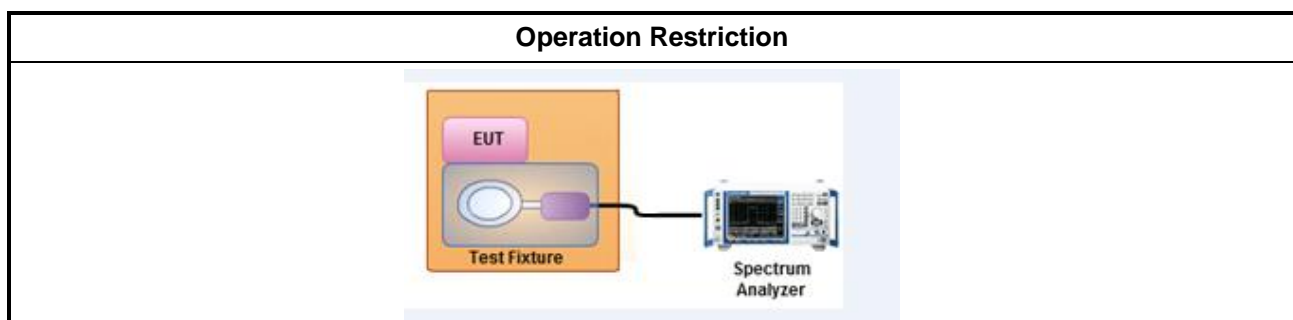 Operation Restriction
EUT
Test Fixture
Spectrum
Analyzer